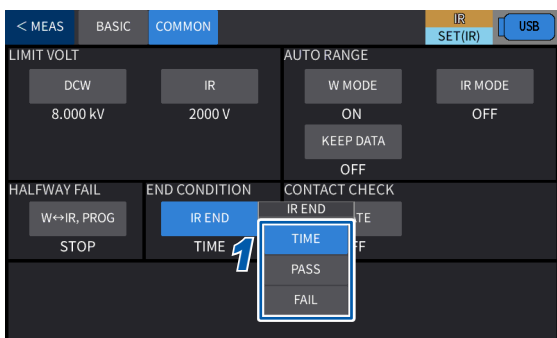 < MEAS BASIC COMMON IR SET(IR) USB
LIMIT VOLT
DCW IR
8.000 kV 2000 V
AUTO RANGE
W MODE IR MODE
ON OFF
KEEP DATA
OFF
HALFWAY FAIL
W↔IR, PROG
STOP
END CONDITION
IR END
TIME
CONTACT CHECK
TE
FF
IR END
1
TIME
PASS
FAIL